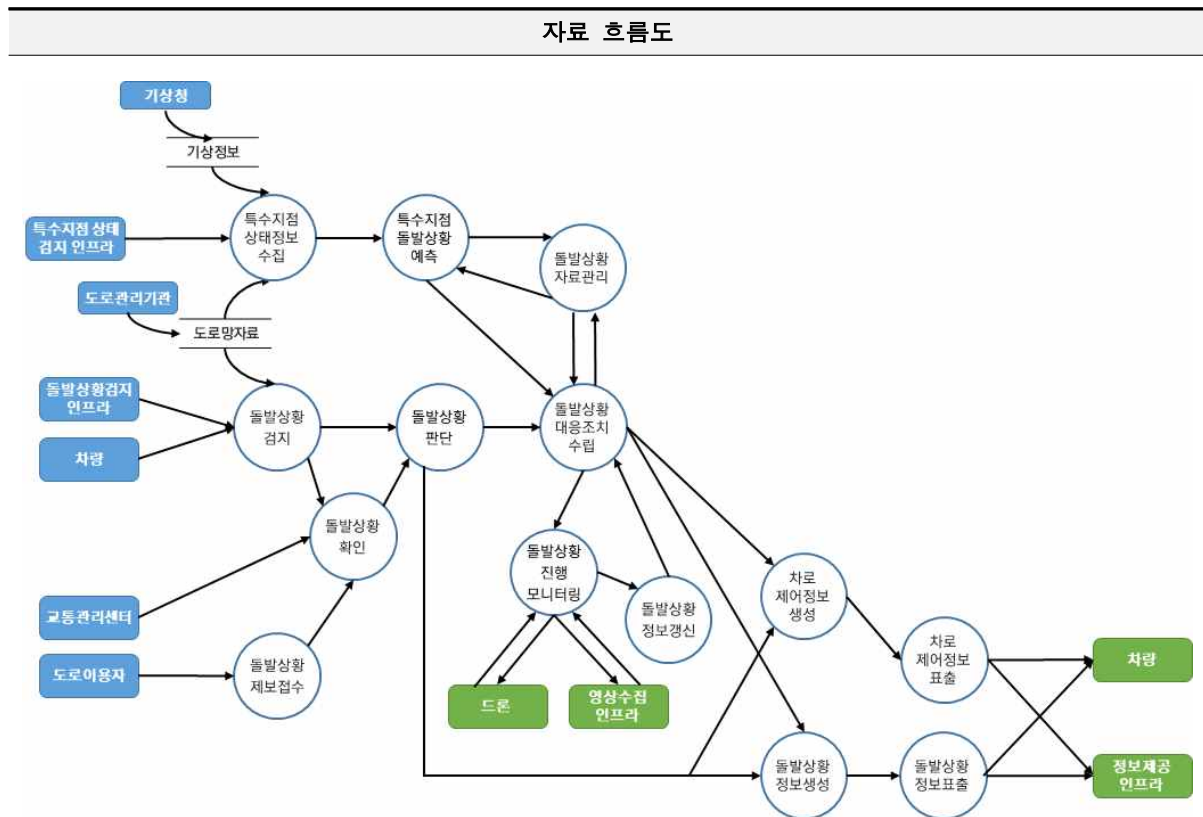 자료 흐름도
기상청
기상정보
특수지점 상태
검지 인프라
특수지점
상태정보
수집
특수지점
돌발상황
예측
돌발상황
자료관리
도로관리기관
도로망자료
돌발상황검지
인프라
차량
돌발상황
검지
돌발상황
판단
돌발상황
대응조치
수립
돌발상황
확인
돌발상황
진행
모니터링
돌발상황
정보갱신
차로
제어정보
생성
교통관리센터
도로이용자
돌발상황
제보접수
드론
영상수집
인프라
차로
제어정보
표출
차량
돌발상황
정보생성
돌발상황
정보표출
정보제공
인프라